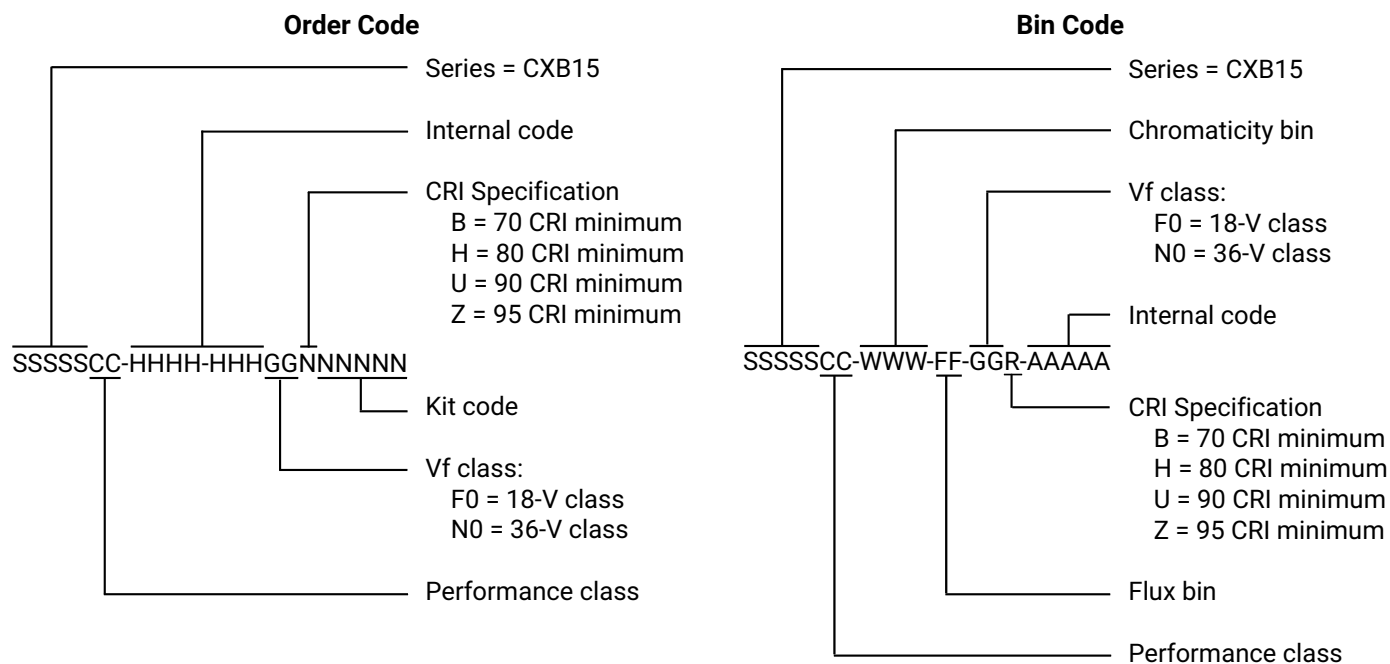 Order Code
Series = CXB15
Internal code
CRI Specification
B = 70 CRI minimum
H = 80 CRI minimum
U = 90 CRI minimum
Z = 95 CRI minimum
SSSSSCC-HHHH-HHHGGNNNNNN
Kit code
Vf class:
F0 = 18-V class
N0 = 36-V class
Performance class
Bin Code
Series = CXB15
Chromaticity bin
Vf class:
F0 = 18-V class
N0 = 36-V class
Internal code
SSSSSCC-WWW-FF-GGR-AAAAA
CRI Specification
B = 70 CRI minimum
H = 80 CRI minimum
U = 90 CRI minimum
Z = 95 CRI minimum
Flux bin
Performance class